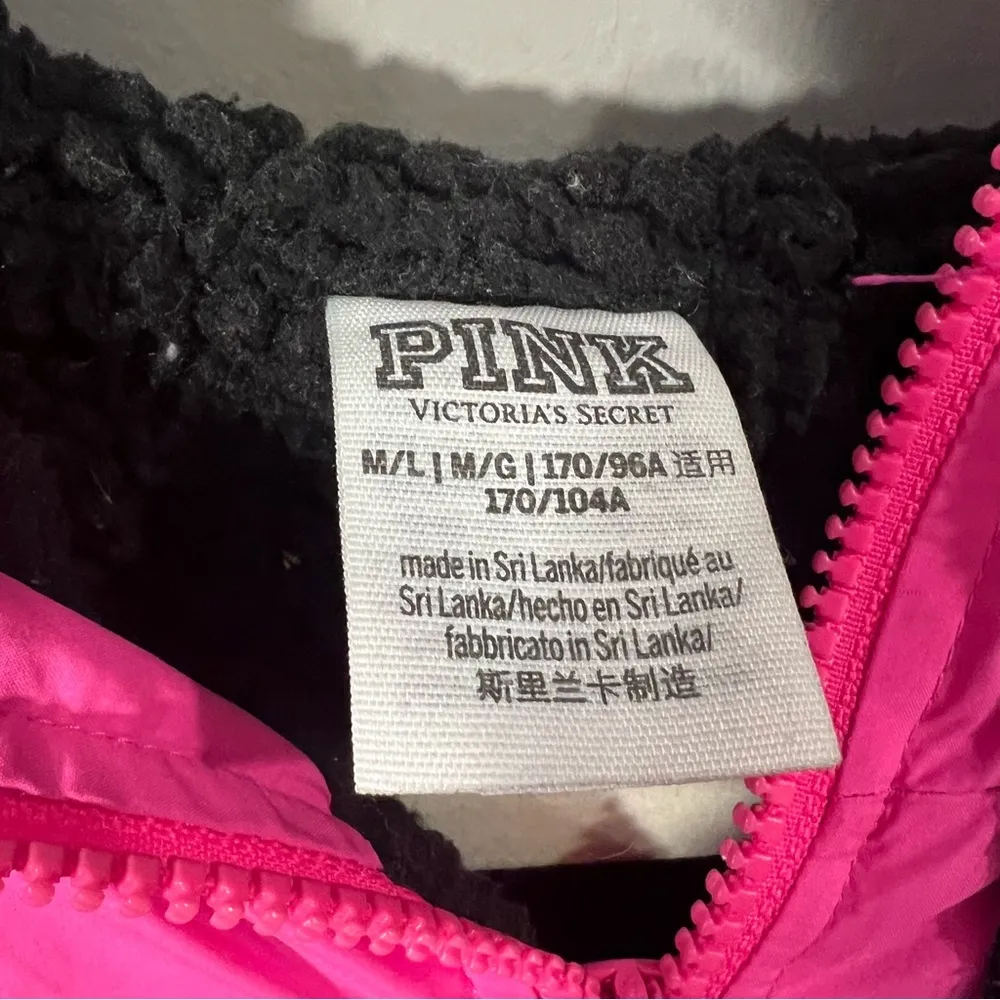 PINK
VICTORIA'S SECRET
M/L | M/G | 170/96A 适用
170/104A
made in Sri Lanka/fabriqué au
Sri Lanka/hecho en Sri Lanka/
fabbricato in Sri Lanka/
斯里兰卡制造